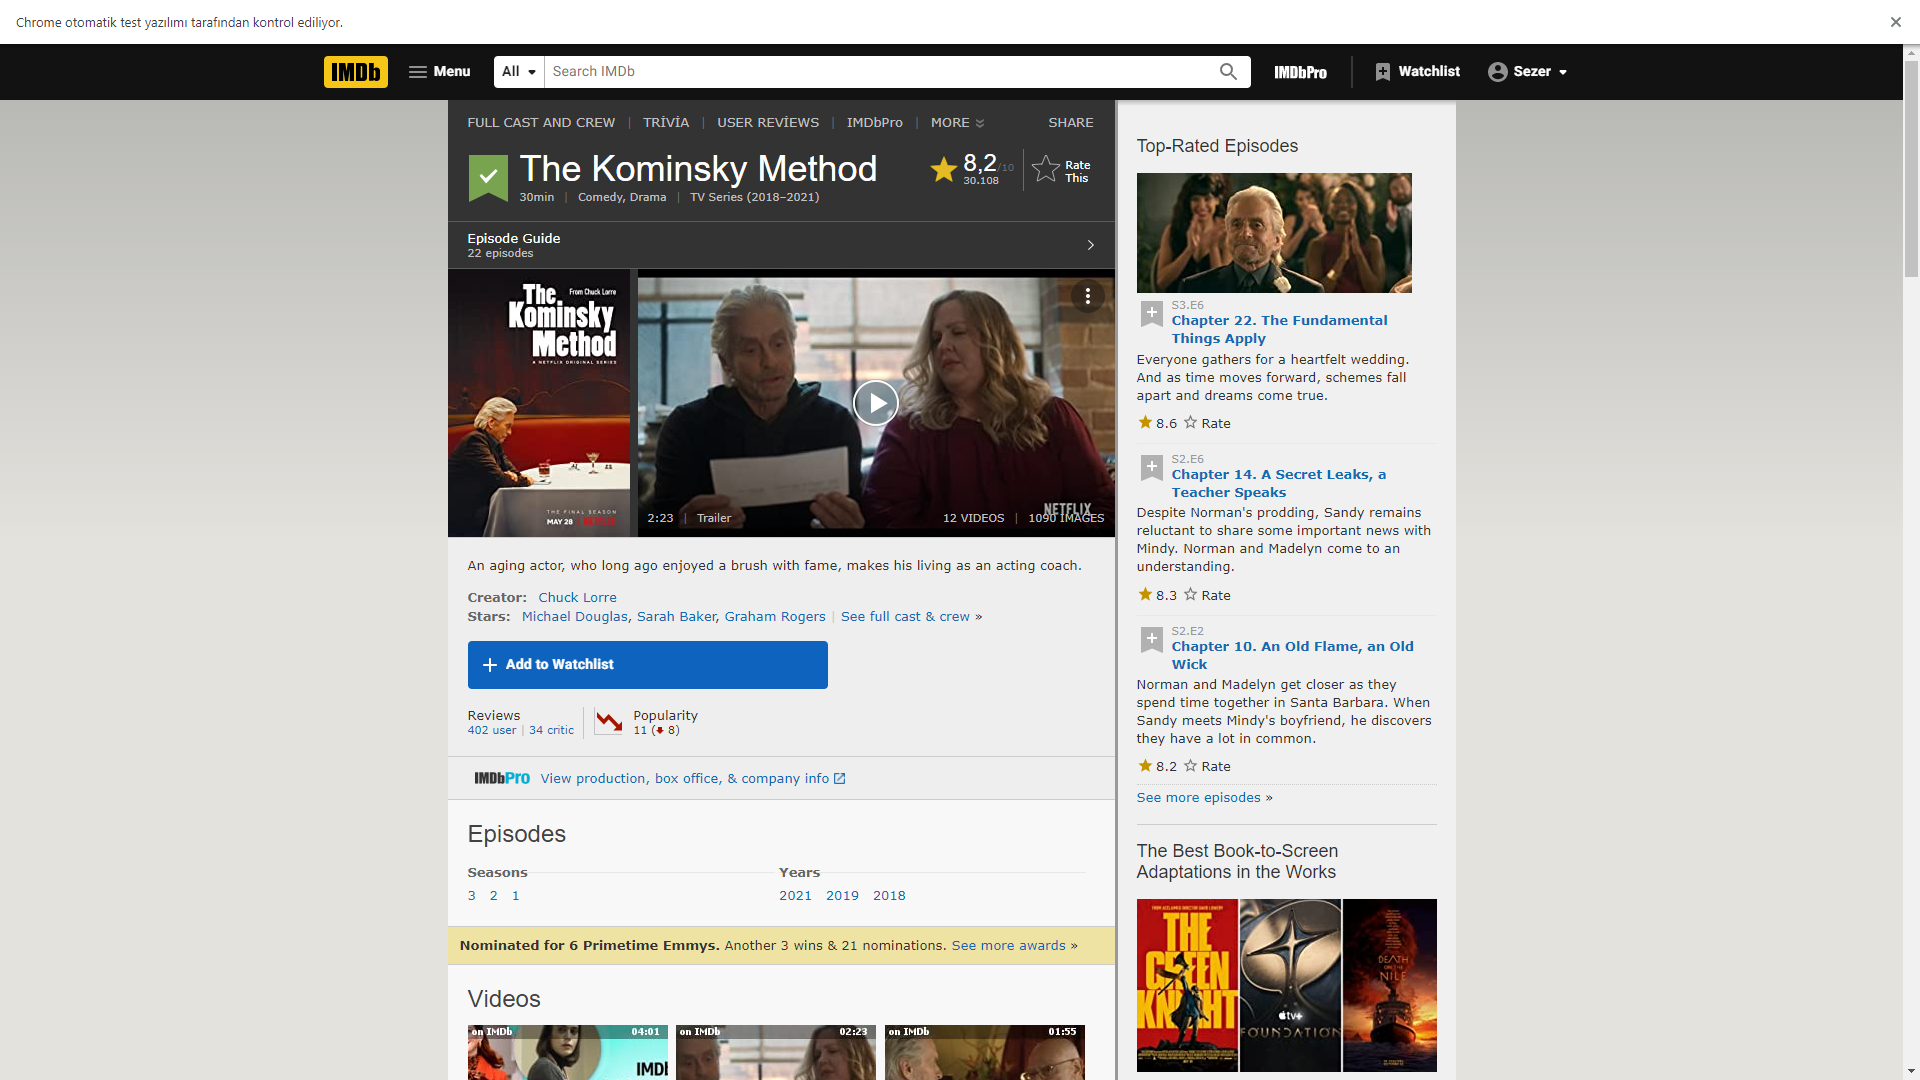 Chrome otomatik test yazılımı tarafından kontrol ediliyor.
IMDb
Menu
All
Search IMDb
IMDbPro
Watchlist
Sezer
FULL CAST AND CREW | TRİVİA | USER REVİEWS | IMDbPro | MORE
SHARE
The Kominsky Method
8,2/10
30.108
Rate
This
30min | Comedy, Drama | TV Series (2018–2021)
Episode Guide
22 episodes
From Chuck Lorre
The
Kominsky
Method
A NETFLIX ORIGINAL SERIES
THE FINAL SEASON
MAY 28 | NETFLIX
NETFLIX
2:23 | Trailer
12 VIDEOS | 1090 IMAGES
An aging actor, who long ago enjoyed a brush with fame, makes his living as an acting coach.
Creator: Chuck Lorre
Stars: Michael Douglas, Sarah Baker, Graham Rogers | See full cast & crew »
Add to Watchlist
Reviews
402 user | 34 critic
Popularity
11 ( 8)
IMDbPro View production, box office, & company info
Episodes
Seasons
3 2 1
Years
2021 2019 2018
Nominated for 6 Primetime Emmys. Another 3 wins & 21 nominations. See more awards »
Videos
on IMDb 04:01
IMDb
on IMDb 02:23
on IMDb 01:55
Top-Rated Episodes
S3.E6
Chapter 22. The Fundamental
Things Apply
Everyone gathers for a heartfelt wedding.
And as time moves forward, schemes fall
apart and dreams come true.
8.6 Rate
S2.E6
Chapter 14. A Secret Leaks, a
Teacher Speaks
Despite Norman's prodding, Sandy remains
reluctant to share some important news with
Mindy. Norman and Madelyn come to an
understanding.
8.3 Rate
S2.E2
Chapter 10. An Old Flame, an Old
Wick
Norman and Madelyn get closer as they
spend time together in Santa Barbara. When
Sandy meets Mindy's boyfriend, he discovers
they have a lot in common.
8.2 Rate
See more episodes »
The Best Book-to-Screen
Adaptations in the Works
FROM ACCLAIMED DIRECTOR DAVID LOWERY
THE
GREEN
KNIGHT
tv+
FOUNDATION
DEATH
ON THE
NILE